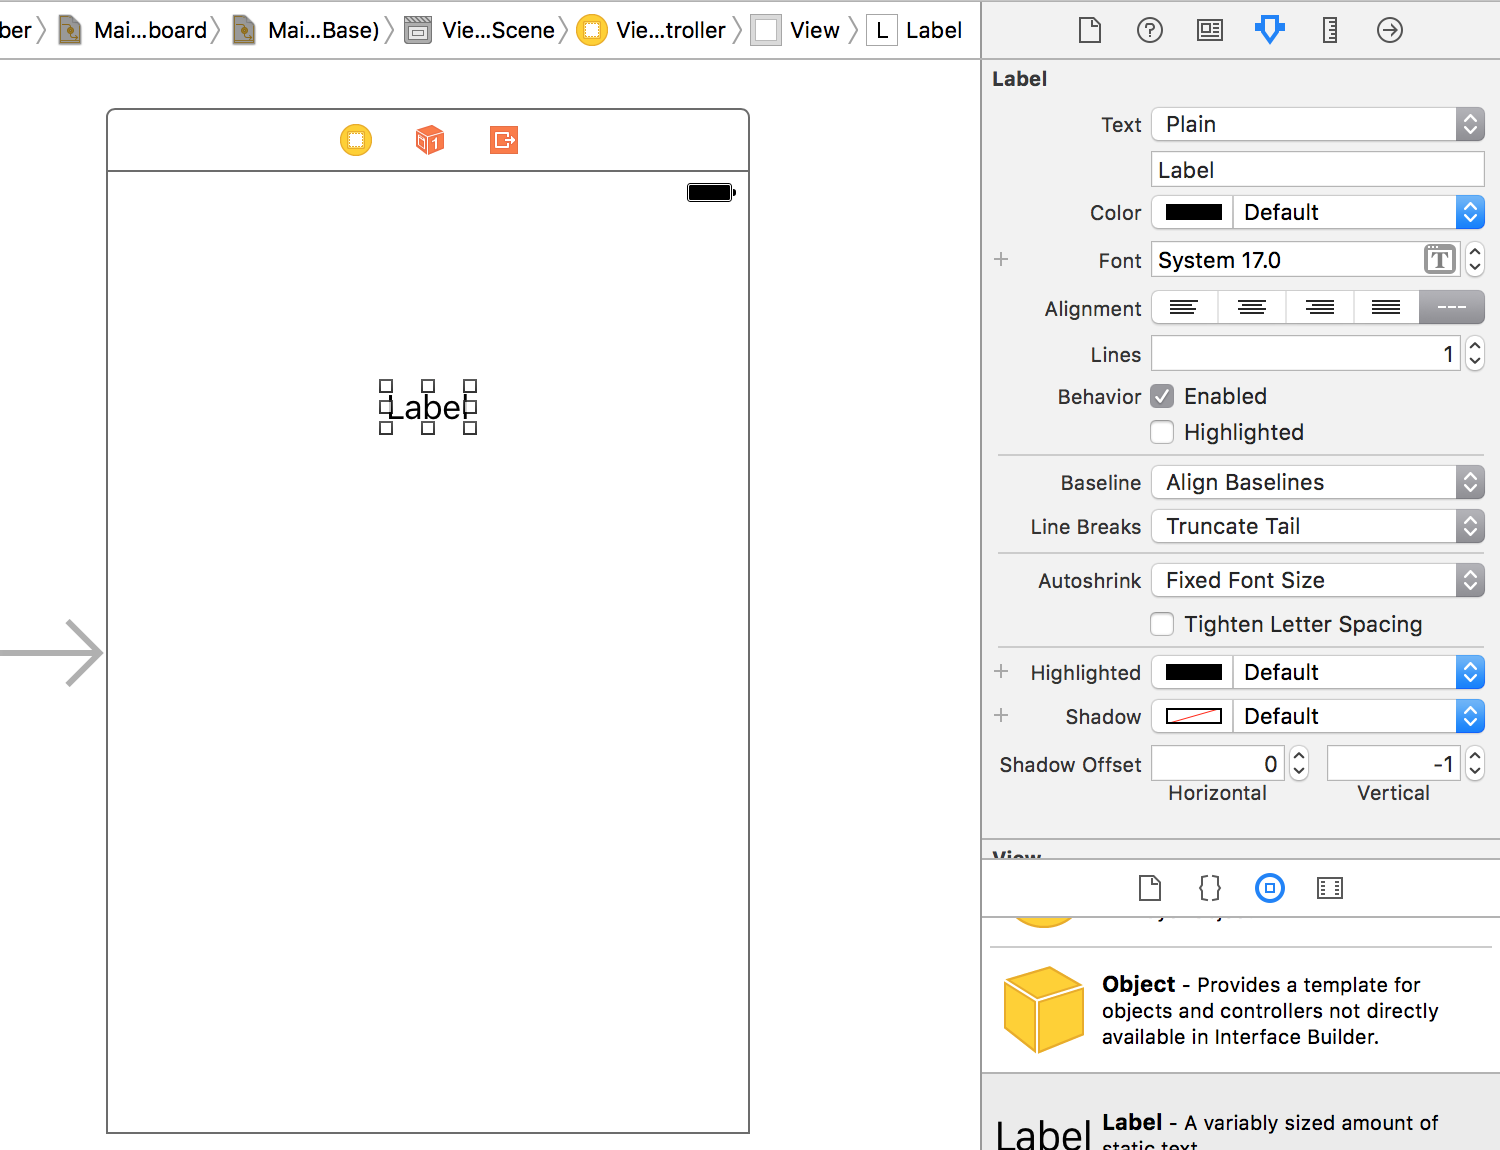 ber Mai...board Mai...Base) Vie...Scene Vie...troller View L Label
Label
Text Plain
Label
Color Default
+ Font System 17.0 T
Alignment ---
Lines 1
Behavior Enabled
Highlighted
Baseline Align Baselines
Line Breaks Truncate Tail
Autoshrink Fixed Font Size
Tighten Letter Spacing
+ Highlighted Default
+ Shadow Default
Shadow Offset 0 -1
Horizontal Vertical
View
{}
Object - Provides a template for
objects and controllers not directly
available in Interface Builder.
Label
Label - A variably sized amount of
static text
1
Label